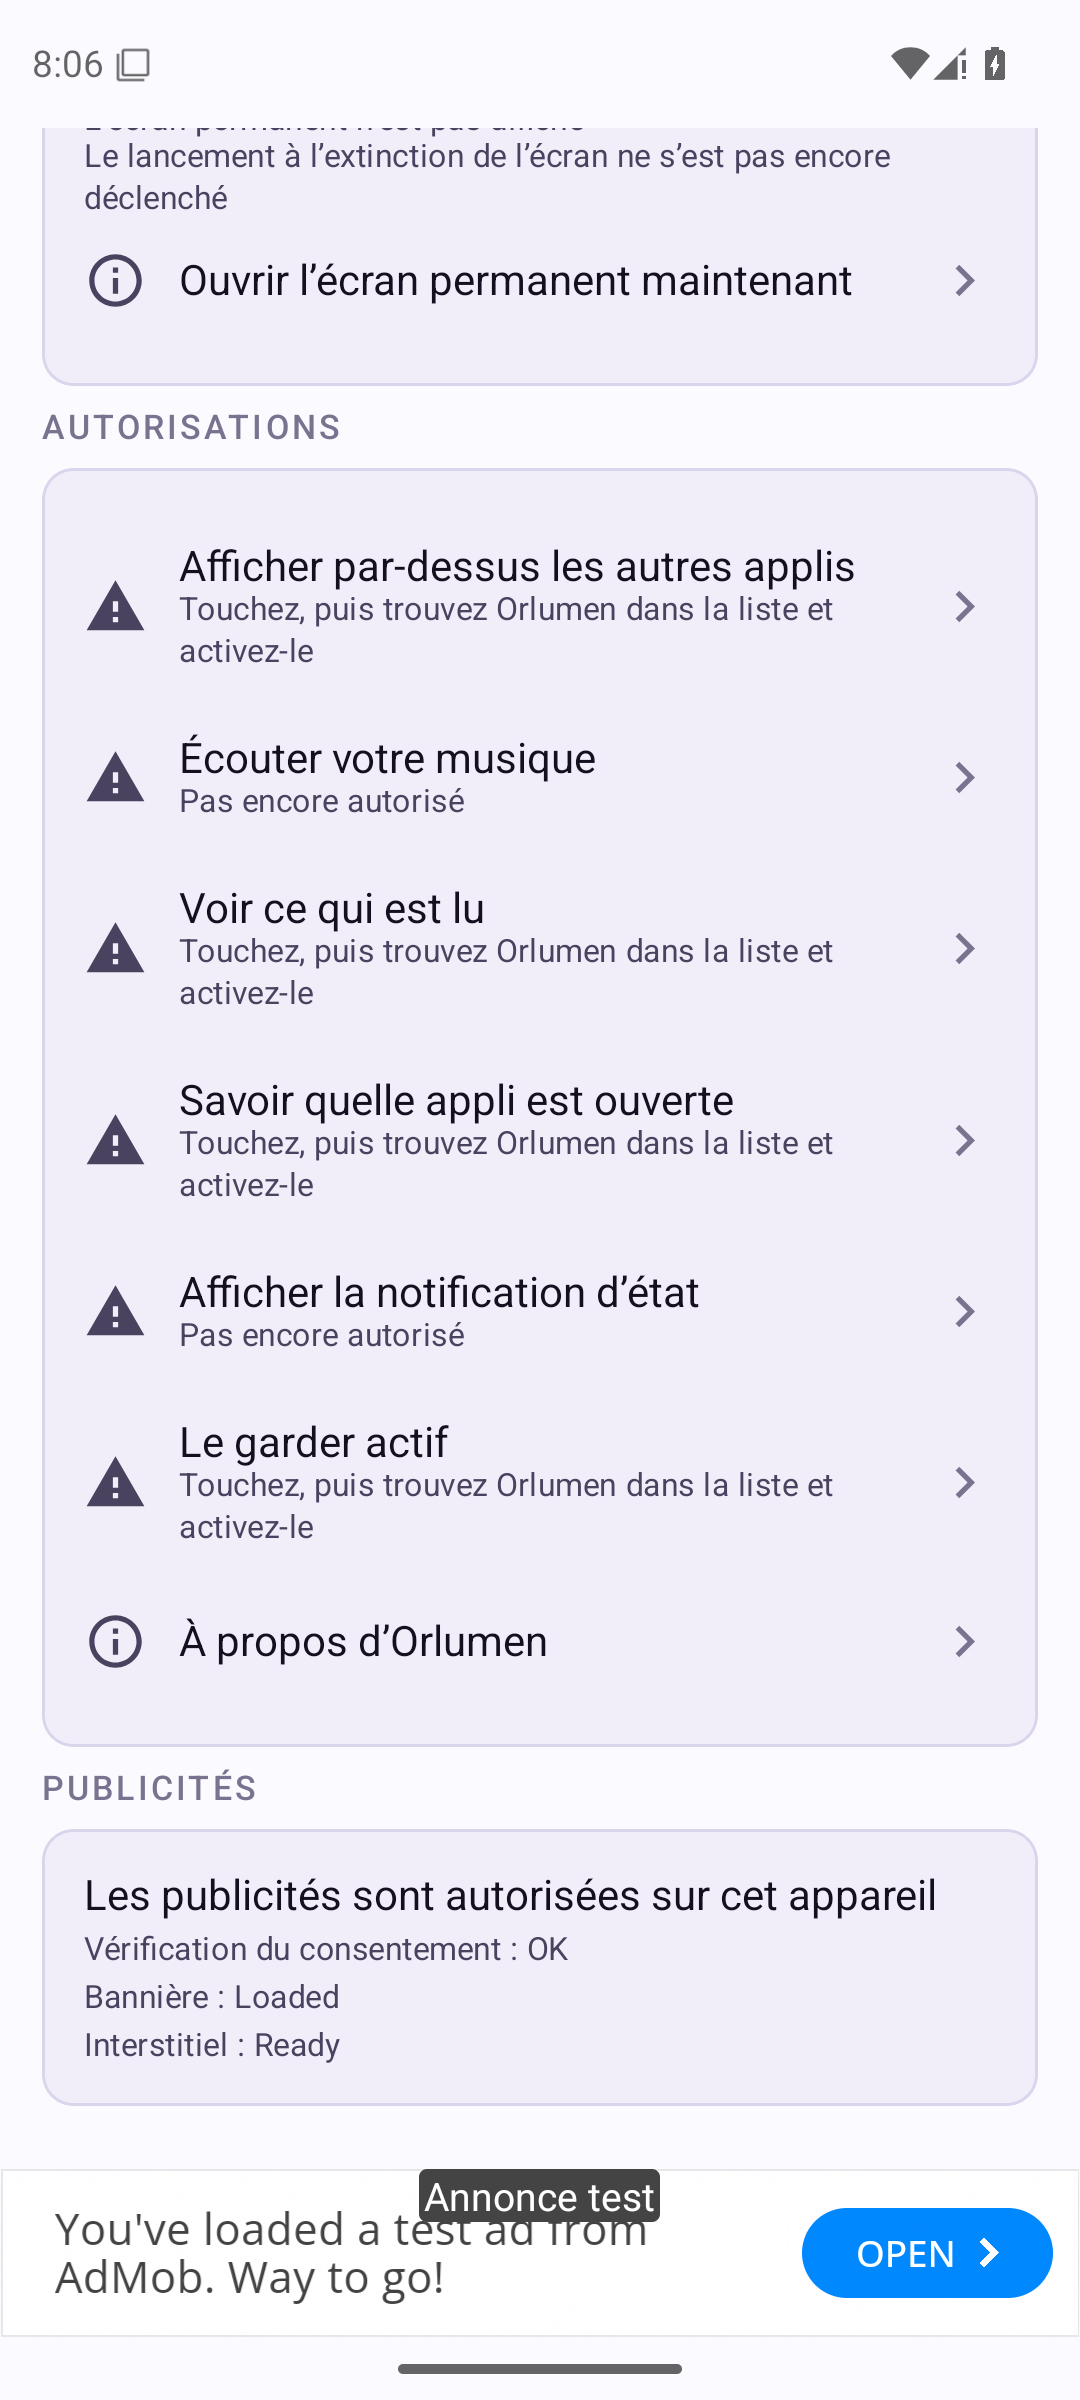 8:06
Le lancement à l’extinction de l’écran ne s’est pas encore
déclenché
Ouvrir l’écran permanent maintenant
AUTORISATIONS
Afficher par-dessus les autres applis
Touchez, puis trouvez Orlumen dans la liste et
activez-le
Écouter votre musique
Pas encore autorisé
Voir ce qui est lu
Touchez, puis trouvez Orlumen dans la liste et
activez-le
Savoir quelle appli est ouverte
Touchez, puis trouvez Orlumen dans la liste et
activez-le
Afficher la notification d’état
Pas encore autorisé
Le garder actif
Touchez, puis trouvez Orlumen dans la liste et
activez-le
À propos d’Orlumen
PUBLICITÉS
Les publicités sont autorisées sur cet appareil
Vérification du consentement : OK
Bannière : Loaded
Interstitiel : Ready
Annonce test
You've loaded a test ad from
AdMob. Way to go!
OPEN